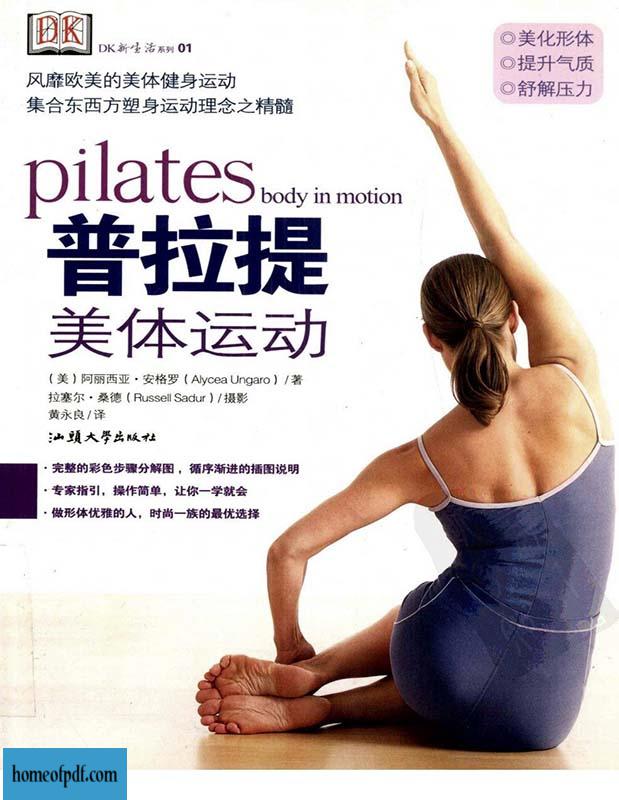 DK
DK新生活系列 01
风靡欧美的美体健身运动
集合东西方塑身运动理念之精髓
◎美化形体
◎提升气质
◎舒解压力
pilates body in motion
普拉提
美体运动
（美）阿丽西亚·安格罗（Alycea Ungaro）/著
拉塞尔·桑德（Russell Sadur）/摄影
黄永良/译
汕頭大學出版社
·完整的彩色步骤分解图，循序渐进的插图说明
·专家指引，操作简单，让你一学就会
·做形体优雅的人，时尚一族的最优选择
homeofpdf.com